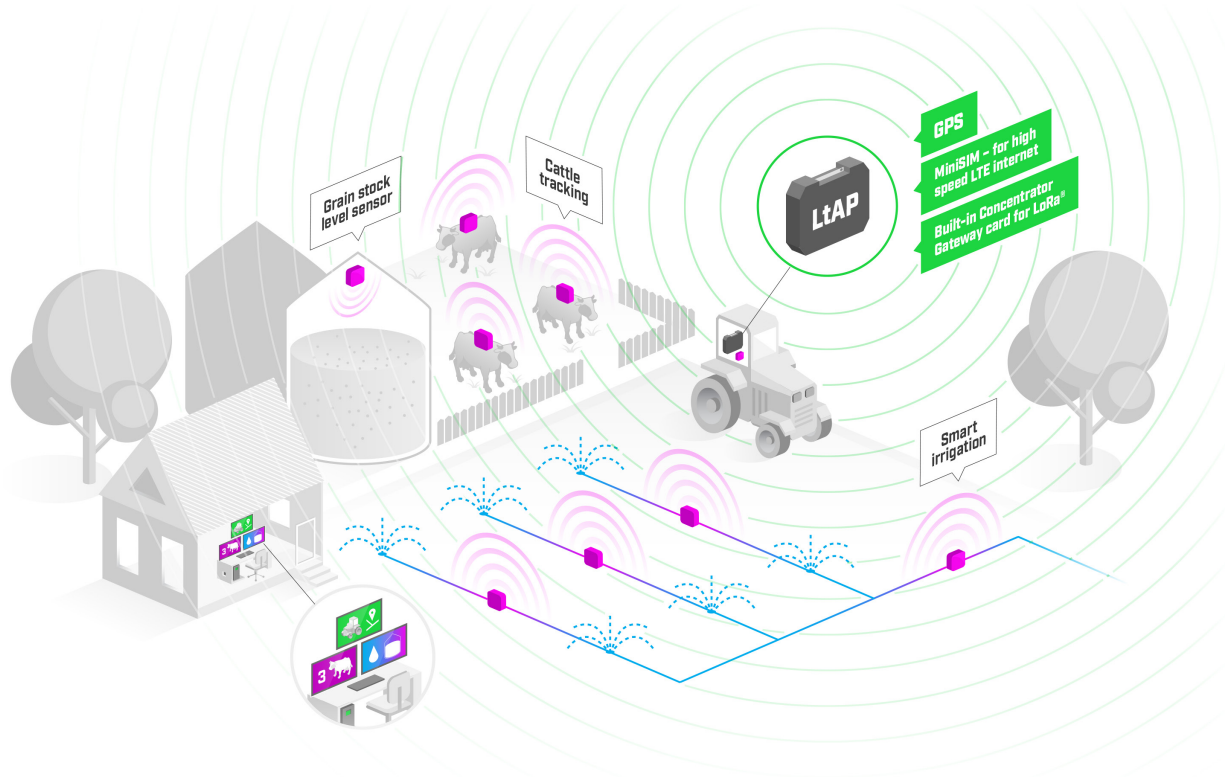 GPS
MiniSIM – for high
speed LTE internet
Built-in Concentrator
Gateway card for LoRa®
LtAP
Cattle
tracking
Grain stock
level sensor
Smart
irrigation
3
3